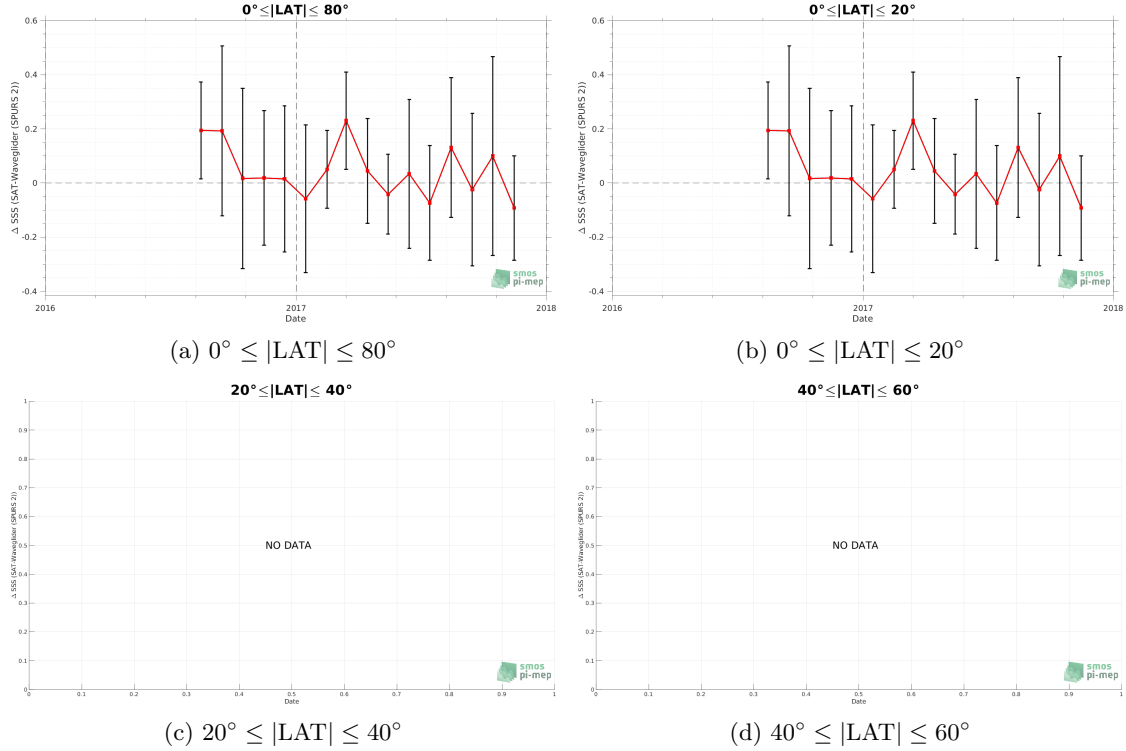 0°≤|LAT|≤ 80°
0.6
0.4
0.2
0
-0.2
-0.4
Δ SSS (SAT-Waveglider (SPURS 2))
2016
2017
2018
Date
smos
pi-mep
(a) 0° ≤ |LAT| ≤ 80°
0°≤|LAT|≤ 20°
0.6
0.4
0.2
0
-0.2
-0.4
Δ SSS (SAT-Waveglider (SPURS 2))
2016
2017
2018
Date
smos
pi-mep
(b) 0° ≤ |LAT| ≤ 20°
20°≤|LAT|≤ 40°
1
0.9
0.8
0.7
0.6
0.5
0.4
0.3
0.2
0.1
0
Δ SSS (SAT-Waveglider (SPURS 2))
NO DATA
0 0.1 0.2 0.3 0.4 0.5 0.6 0.7 0.8 0.9 1
Date
smos
pi-mep
(c) 20° ≤ |LAT| ≤ 40°
40°≤|LAT|≤ 60°
1
0.9
0.8
0.7
0.6
0.5
0.4
0.3
0.2
0.1
0
Δ SSS (SAT-Waveglider (SPURS 2))
NO DATA
0 0.1 0.2 0.3 0.4 0.5 0.6 0.7 0.8 0.9 1
Date
smos
pi-mep
(d) 40° ≤ |LAT| ≤ 60°